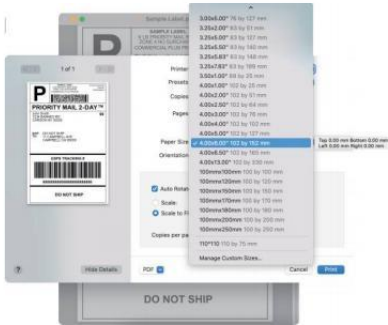 Sample-Label.p
1 of 1
P
PRIORITY MAIL 2-DAY™
USPS TRACKING #
DO NOT SHIP
Printer
Presets
Copies
Pages
Paper Size
Orientation
Auto Rotate
Scale:
Scale to Fi
Copies per pa
3.00x5.00" 76 by 127 mm
3.25x2.00" 83 by 51 mm
3.25x5.00" 83 by 127 mm
3.25x5.50" 83 by 140 mm
3.25x5.83" 83 by 148 mm
3.25x7.83" 83 by 199 mm
3.50x1.00" 89 by 25 mm
4.00x1.00" 102 by 25 mm
4.00x2.00" 102 by 51 mm
4.00x2.50" 102 by 64 mm
4.00x3.00" 102 by 76 mm
4.00x4.00" 102 by 102 mm
4.00x5.00" 102 by 127 mm
4.00x6.00" 102 by 152 mm
4.00x6.50" 102 by 165 mm
4.00x13.00" 102 by 330 mm
100mmx100mm 100 by 100 mm
100mmx120mm 100 by 120 mm
100mmx150mm 100 by 150 mm
100mmx170mm 100 by 170 mm
100mmx180mm 100 by 180 mm
100mmx200mm 100 by 200 mm
100mmx250mm 100 by 250 mm
110*110 110 by 75 mm
Manage Custom Sizes...
Top 0.00 mm Bottom 0.00 mm
Left 0.00 mm Right 0.00 mm
?
Hide Details
PDF
Cancel
Print
DO NOT SHIP